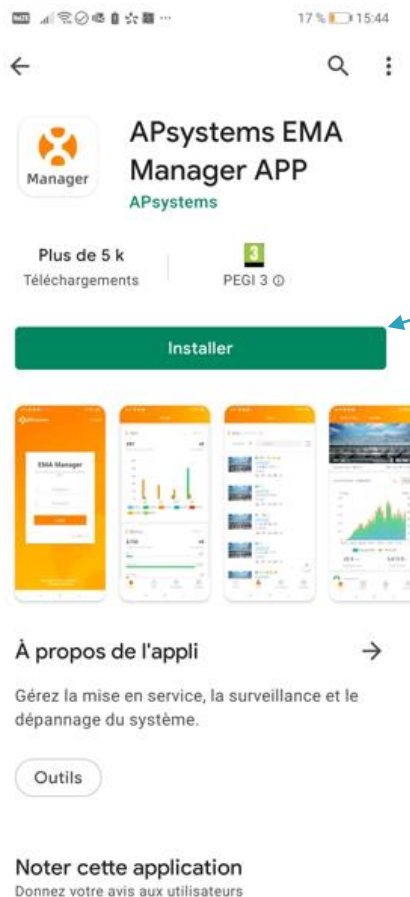 17 % 15:44
APsystems EMA
Manager APP
Manager
APsystems
Plus de 5 k
Téléchargements
3
PEGI 3
Installer
EMA Manager
À propos de l'appli
Gérez la mise en service, la surveillance et le
dépannage du système.
Outils
Noter cette application
Donnez votre avis aux utilisateurs